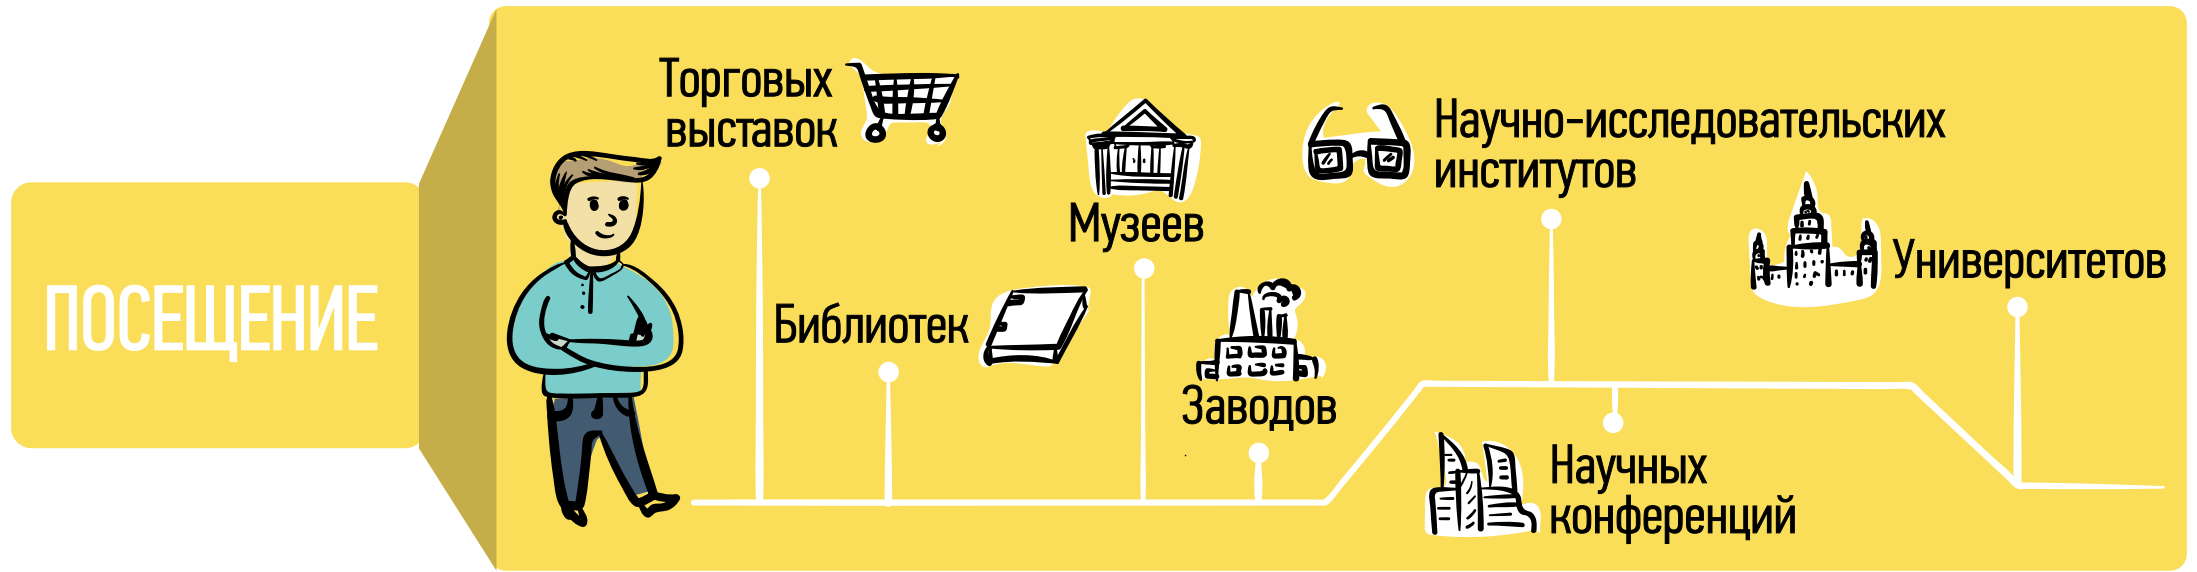 ПОСЕЩЕНИЕ
Торговых
выставок
Библиотек
Музеев
Заводов
Научно-исследовательских
институтов
Научных
конференций
Университетов